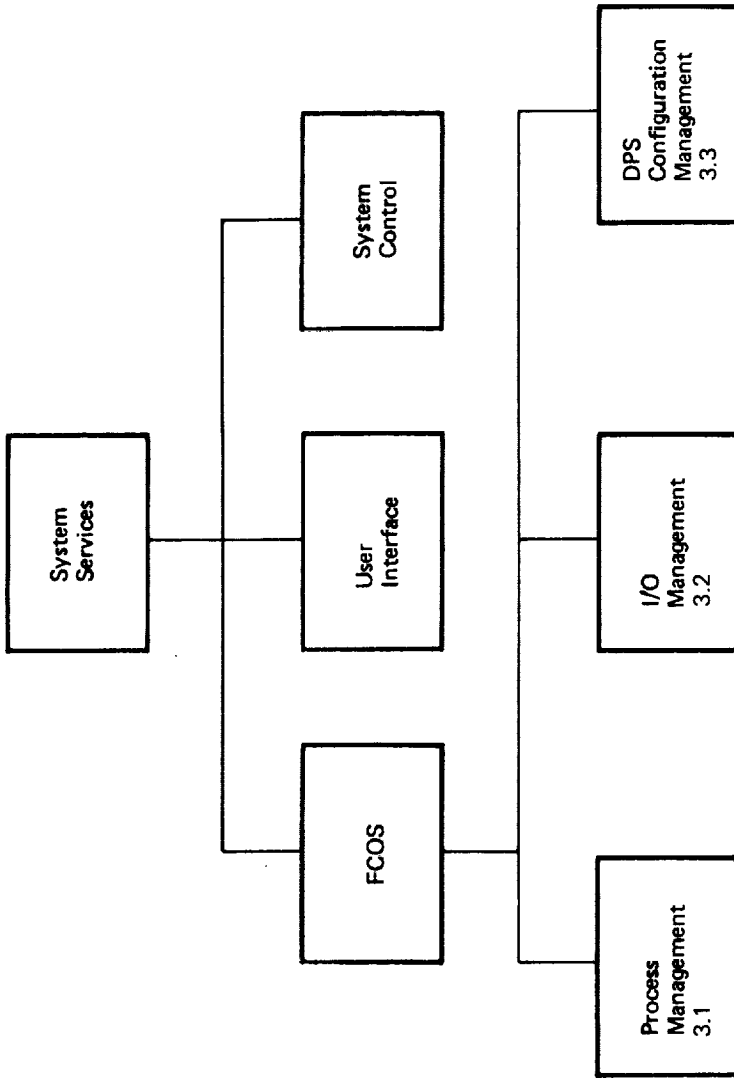 System
Services
FCOS
User
Interface
System
Control
Process
Management
3.1
I/O
Management
3.2
DPS
Configuration
Management
3.3